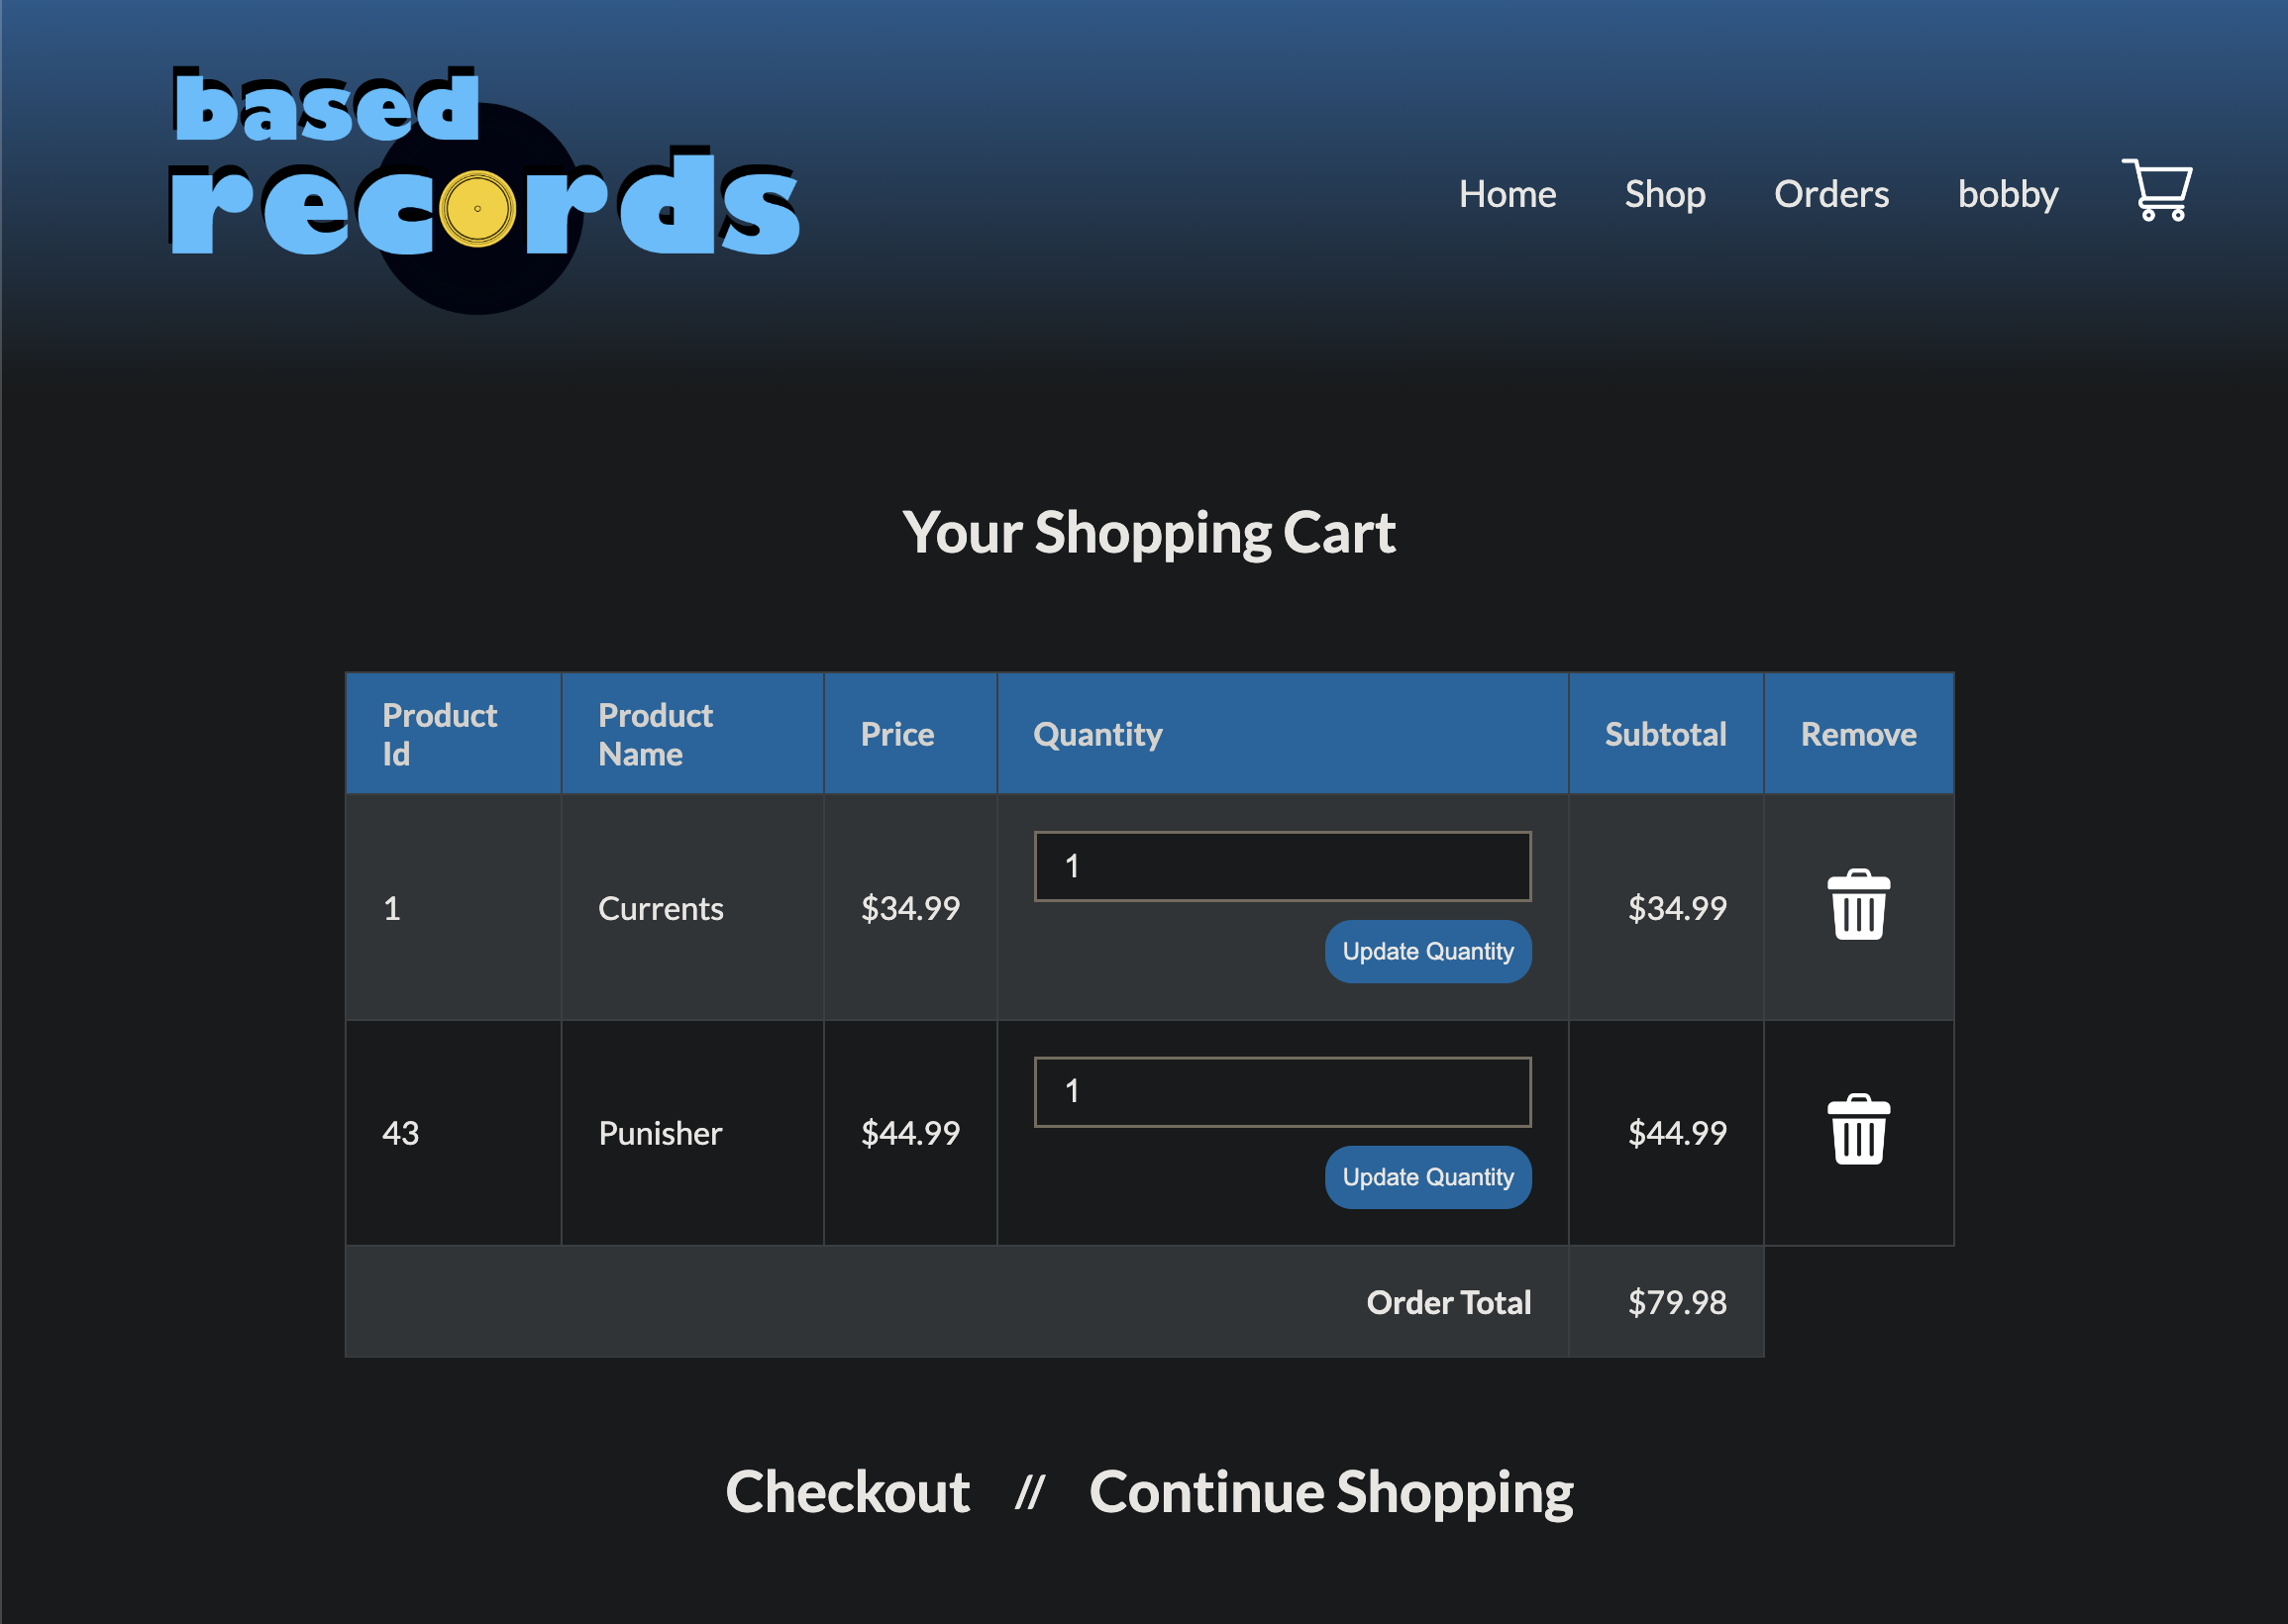 based
records
Home Shop Orders bobby
Your Shopping Cart
Product Id Product Name Price Quantity Subtotal Remove
1 Currents $34.99 1 $34.99
Update Quantity
43 Punisher $44.99 1 $44.99
Update Quantity
Order Total $79.98
Checkout // Continue Shopping